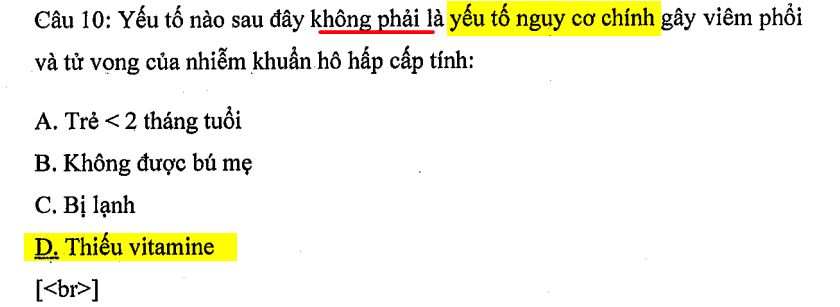 Câu 10: Yếu tố nào sau đây không phải là yếu tố nguy cơ chính gây viêm phổi
và tử vong của nhiễm khuẩn hô hấp cấp tính:
A. Trẻ < 2 tháng tuổi
B. Không được bú mẹ
C. Bị lạnh
D. Thiếu vitamine
[<br>]